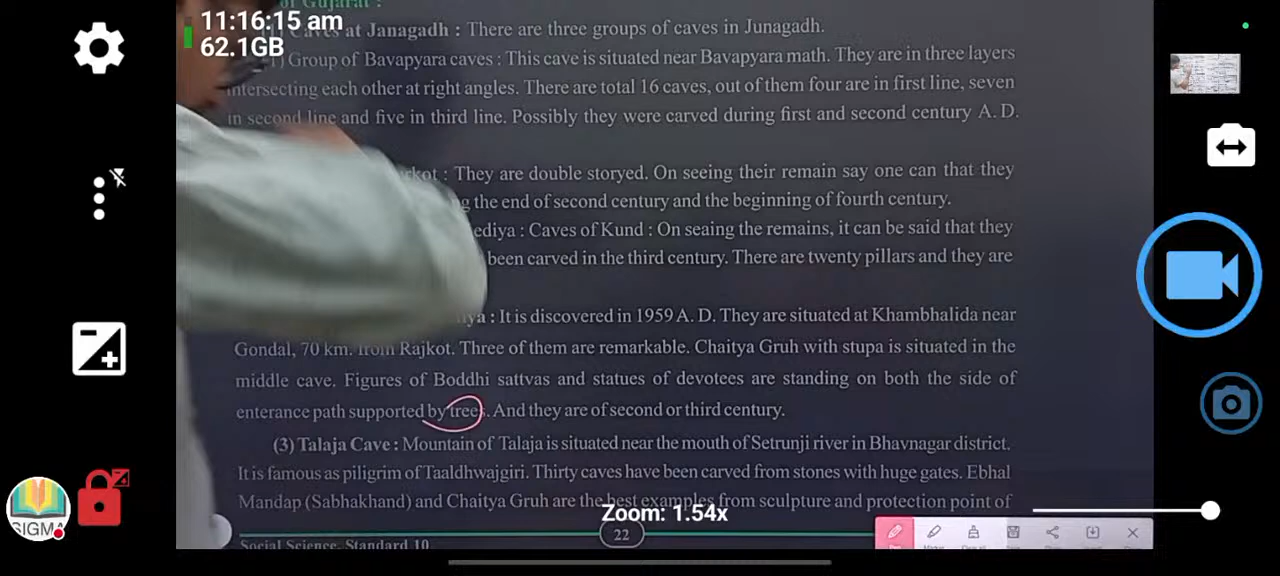 of Gujarat :
11:16:15 am
62.1GB
Caves at Janagadh : There are three groups of caves in Junagadh.
1) Group of Bavapyara caves : This cave is situated near Bavapyara math. They are in three layers
intersecting each other at right angles. There are total 16 caves, out of them four are in first line, seven
in second line and five in third line. Possibly they were carved during first and second century A. D.
: They are double storyed. On seeing their remain say one can that they
the end of second century and the beginning of fourth century.
: Caves of Kund : On seaing the remains, it can be said that they
been carved in the third century. There are twenty pillars and they are
: It is discovered in 1959 A. D. They are situated at Khambhalida near
Gondal, 70 km. from Rajkot. Three of them are remarkable. Chaitya Gruh with stupa is situated in the
middle cave. Figures of Boddhi sattvas and statues of devotees are standing on both the side of
enterance path supported by trees. And they are of second or third century.
(3) Talaja Cave : Mountain of Talaja is situated near the mouth of Setrunji river in Bhavnagar district.
It is famous as piligrim of Taaldhwajgiri. Thirty caves have been carved from stones with huge gates. Ebhal
Mandap (Sabhakhand) and Chaitya Gruh are the best examples from sculpture and protection point of
Zoom: 1.54x
22
Social Science, Standard 10
SIGMA